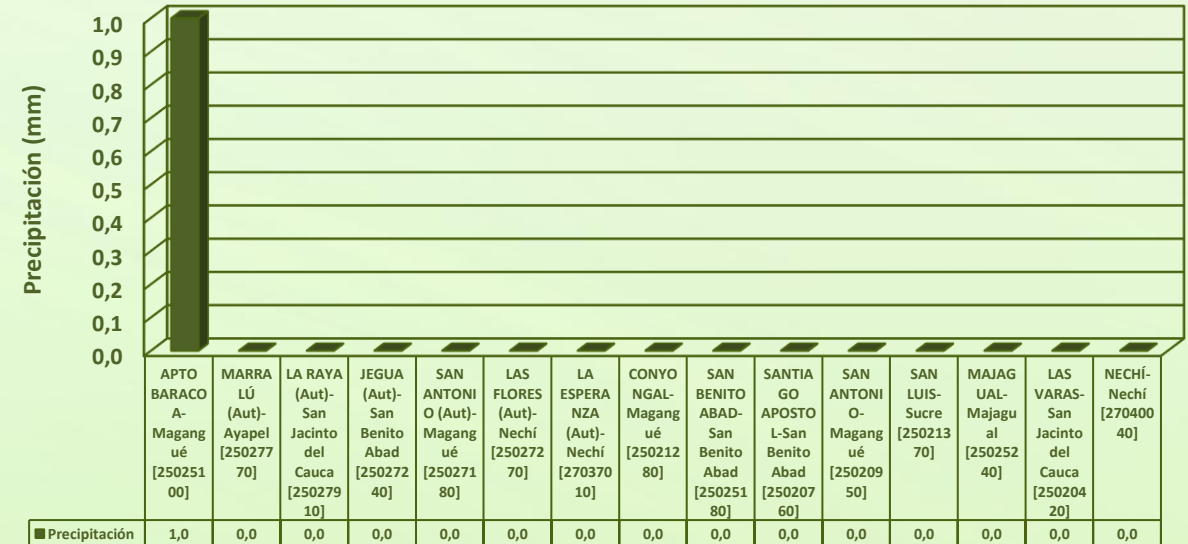 Precipitación (mm)
1,0
0,9
0,8
0,7
0,6
0,5
0,4
0,3
0,2
0,1
0,0
APTO
BARACO
A-
Magang
ué
[250251
00]
MARRA
LÚ
(Aut)-
Ayapel
[250277
70]
LA RAYA
(Aut)-
San
Jacinto
del
Cauca
[250279
10]
JEGUA
(Aut)-
San
Benito
Abad
[250272
40]
SAN
ANTONI
O (Aut)-
Magang
ué
[250271
80]
LAS
FLORES
(Aut)-
Nechí
[250272
70]
LA
ESPERA
NZA
(Aut)-
Nechí
[270370
10]
CONYO
NGAL-
Magang
ué
[250212
80]
SAN
BENITO
ABAD-
San
Benito
Abad
[250251
80]
SANTIA
GO
APOSTO
L-San
Benito
Abad
[250207
60]
SAN
ANTONI
O-
Magang
ué
[250209
50]
SAN
LUIS-
Sucre
[250213
70]
MAJAG
UAL-
Majagu
al
[250252
40]
LAS
VARAS-
San
Jacinto
del
Cauca
[250204
20]
NECHÍ-
Nechí
[270400
40]
Precipitación 1,0 0,0 0,0 0,0 0,0 0,0 0,0 0,0 0,0 0,0 0,0 0,0 0,0 0,0 0,0